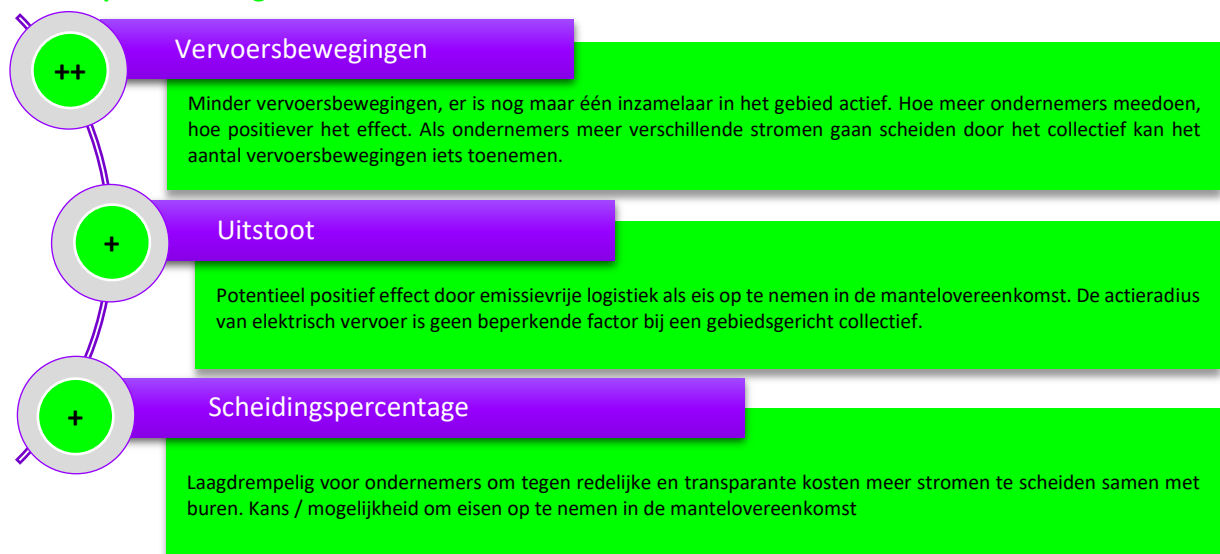 Vervoersbewegingen
++
Minder vervoersbewegingen, er is nog maar één inzamelaar in het gebied actief. Hoe meer ondernemers meedoen,
hoe positiever het effect. Als ondernemers meer verschillende stromen gaan scheiden door het collectief kan het
aantal vervoersbewegingen iets toenemen.
Uitstoot
+
Potentieel positief effect door emissievrije logistiek als eis op te nemen in de mantelovereenkomst. De actieradius
van elektrisch vervoer is geen beperkende factor bij een gebiedsgericht collectief.
Scheidingspercentage
+
Laagdrempelig voor ondernemers om tegen redelijke en transparante kosten meer stromen te scheiden samen met
buren. Kans / mogelijkheid om eisen op te nemen in de mantelovereenkomst